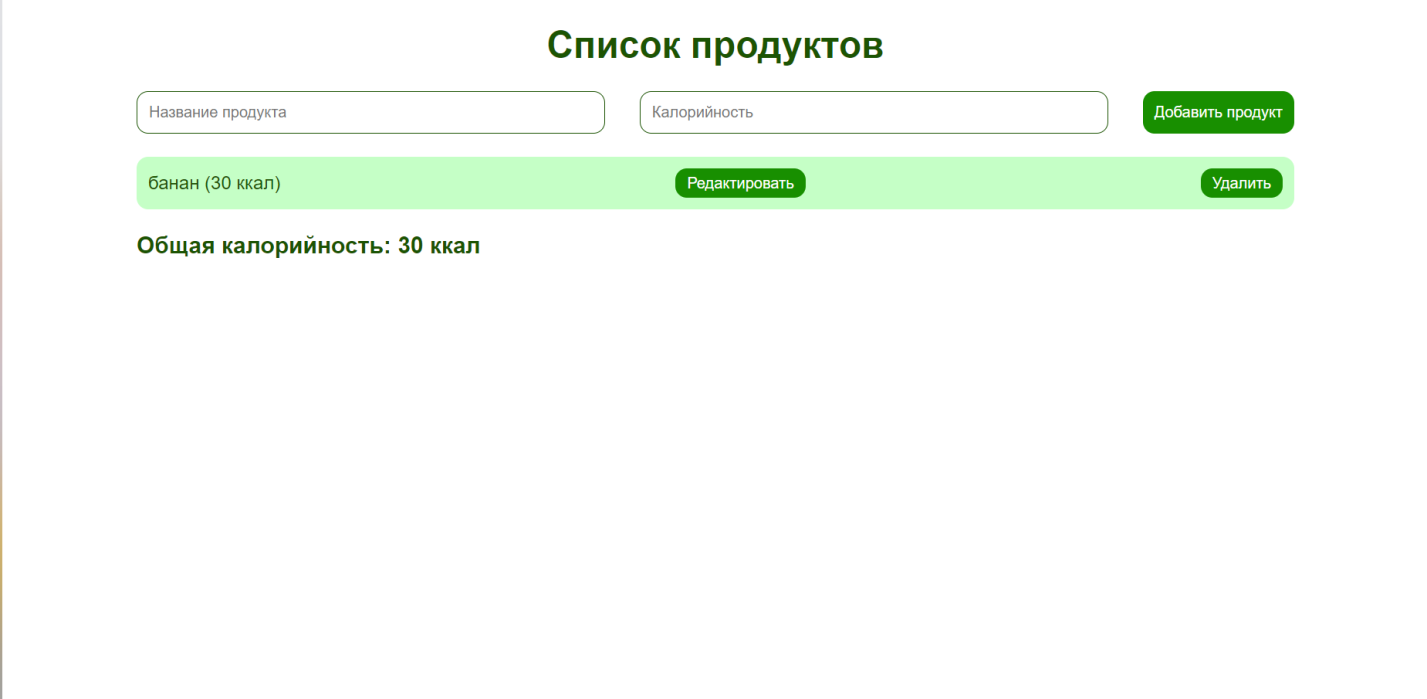 Список продуктов
Название продукта
Калорийность
Добавить продукт
банан (30 ккал)
Редактировать
Удалить
Общая калорийность: 30 ккал